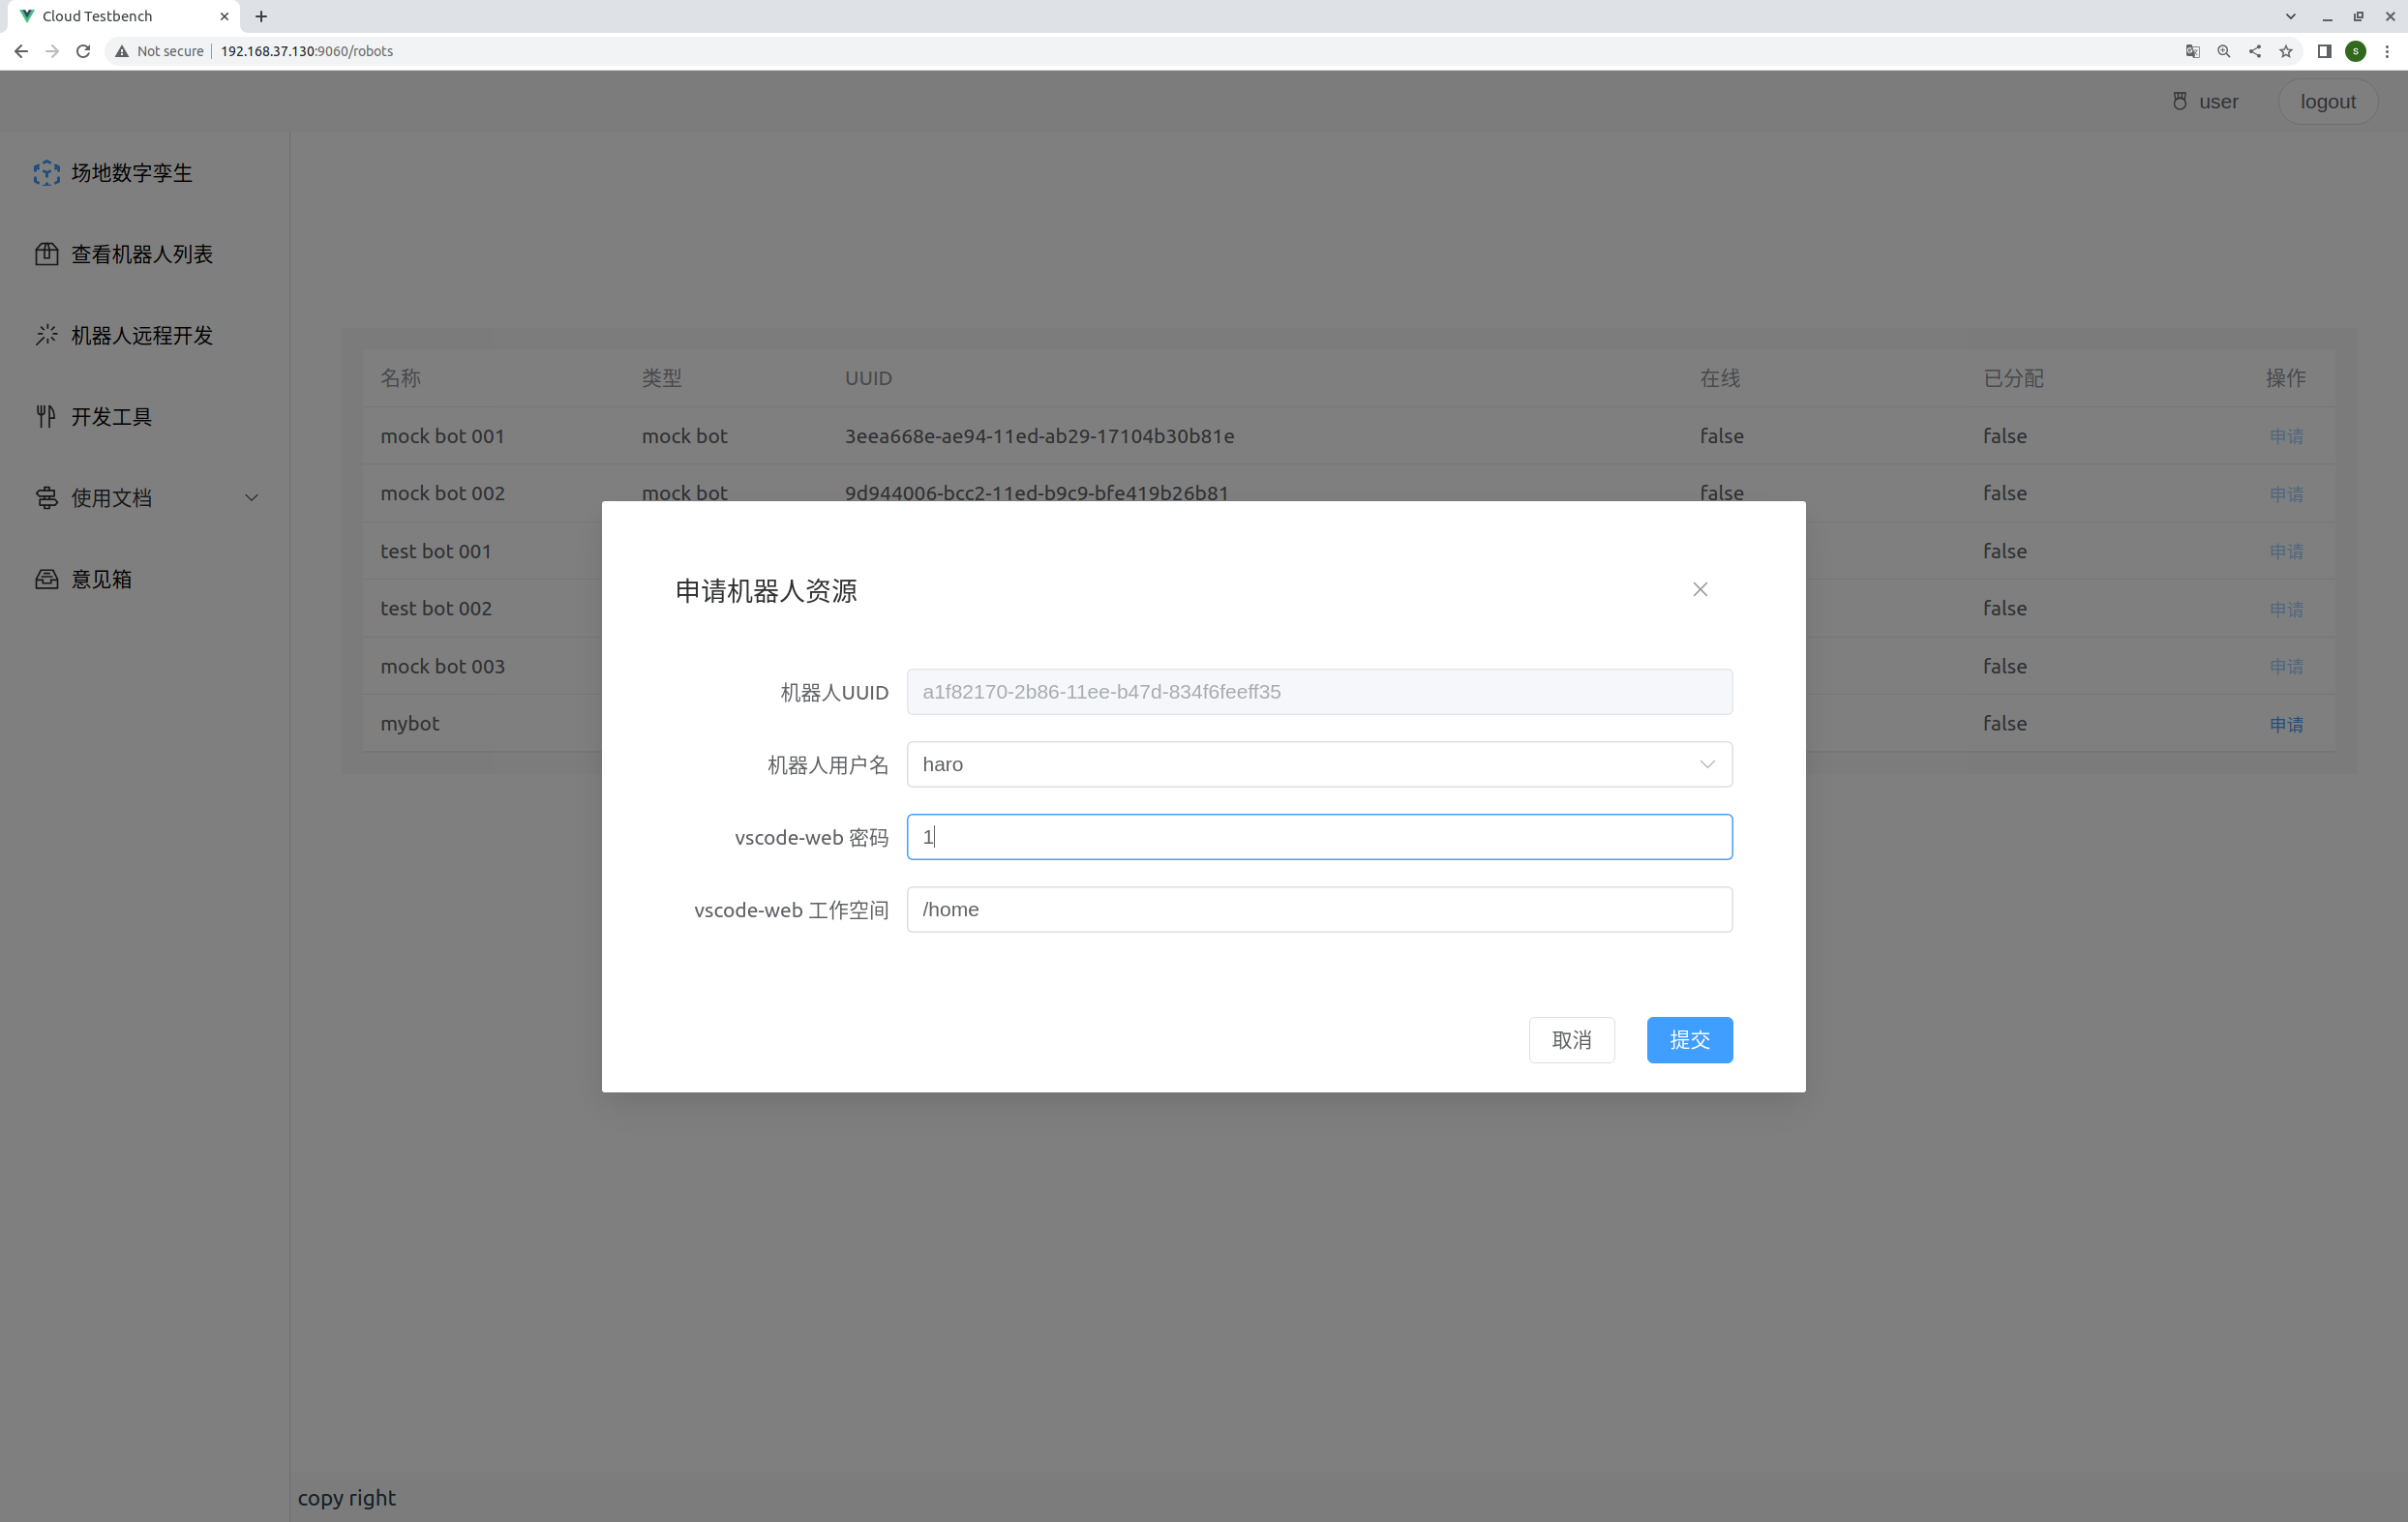 Cloud Testbench
Not secure 192.168.37.130:9060/robots
S
user logout
场地数字孪生
查看机器人列表
机器人远程开发
开发工具
使用文档
意见箱
名称 类型 UUID 在线 已分配 操作
mock bot 001 mock bot 3eea668e-ae94-11ed-ab29-17104b30b81e false false 申请
mock bot 002 mock bot 9d944006-bcc2-11ed-b9c9-bfe419b26b81 false false 申请
test bot 001 false 申请
test bot 002 false 申请
mock bot 003 false 申请
mybot false 申请
申请机器人资源
机器人UUID a1f82170-2b86-11ee-b47d-834f6feeff35
机器人用户名 haro
vscode-web 密码 1
vscode-web 工作空间 /home
取消 提交
copy right